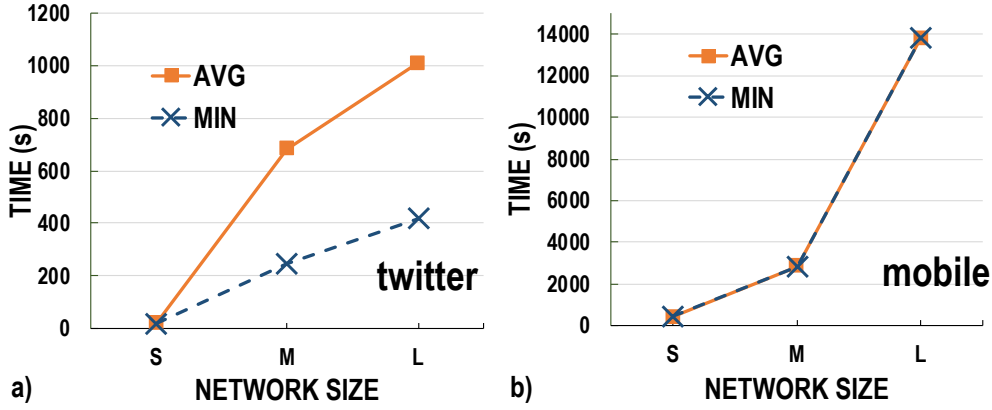 1200
1000
800
600
400
200
0
TIME (s)
AVG
MIN
twitter
S M L
NETWORK SIZE
a)
14000
12000
10000
8000
6000
4000
2000
0
TIME (s)
AVG
MIN
mobile
S M L
NETWORK SIZE
b)